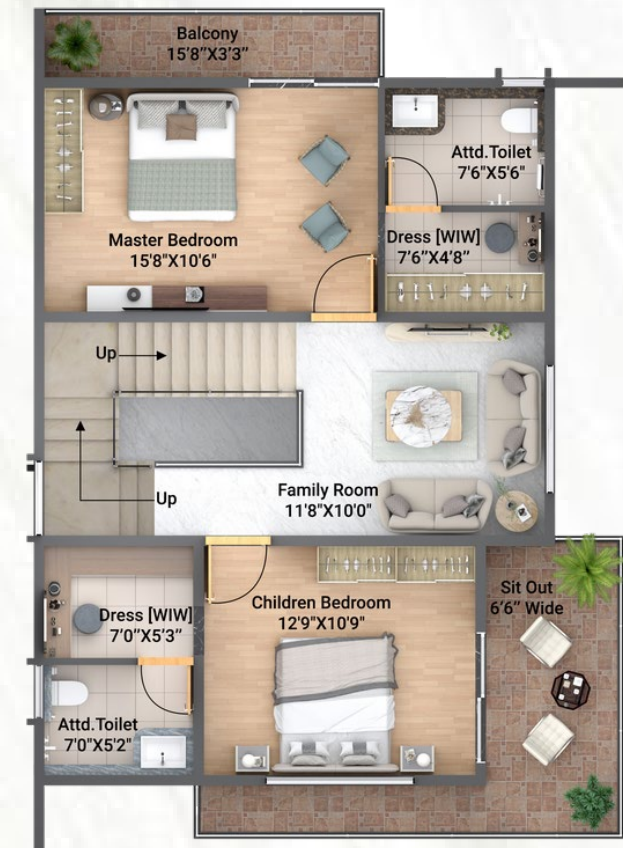 Balcony
15'8”X3'3”
Attd.Toilet
7'6"X5'6"
Master Bedroom
15'8"X10'6"
Dress [WIW]
7'6"X4'8”
Up
Up
Family Room
11'8”X10'0”
Sit Out
6'6” Wide
Children Bedroom
12'9"X10'9"
Dress [WIW]
7'0”X5'3”
Attd.Toilet
7'0"X5'2"